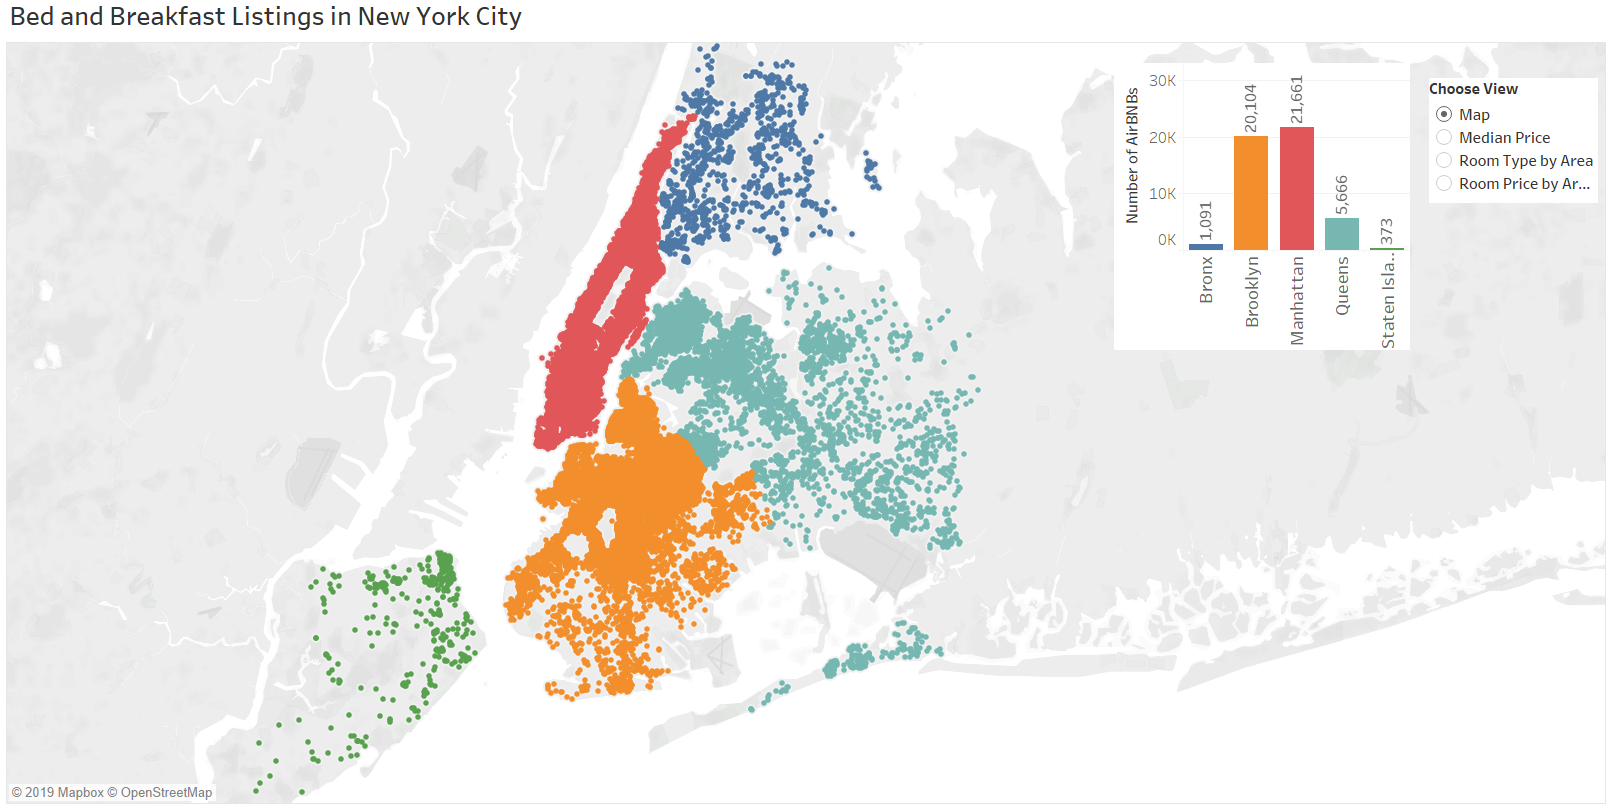 Bed and Breakfast Listings in New York City
Number of AirBNBs
30K
20K
10K
0K
1,091
20,104
21,661
5,666
373
Bronx
Brooklyn
Manhattan
Queens
Staten Isla..
Choose View
Map
Median Price
Room Type by Area
Room Price by Ar...
© 2019 Mapbox © OpenStreetMap